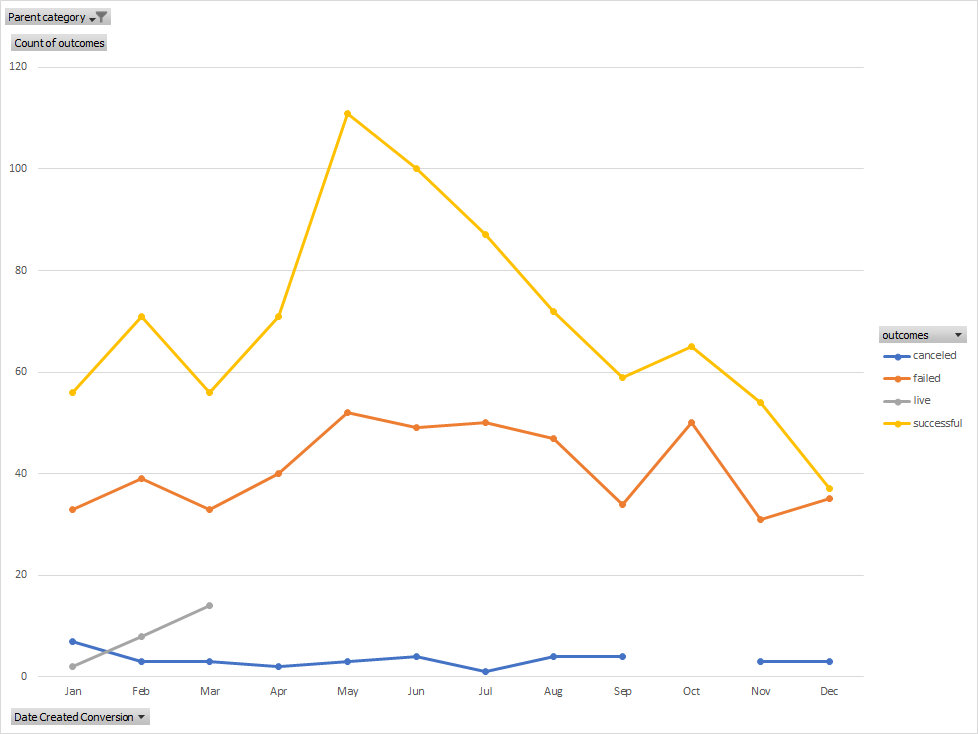 Parent category
Count of outcomes
120
100
80
60
40
20
0
Jan Feb Mar Apr May Jun Jul Aug Sep Oct Nov Dec
outcomes
canceled
failed
live
successful
Date Created Conversion